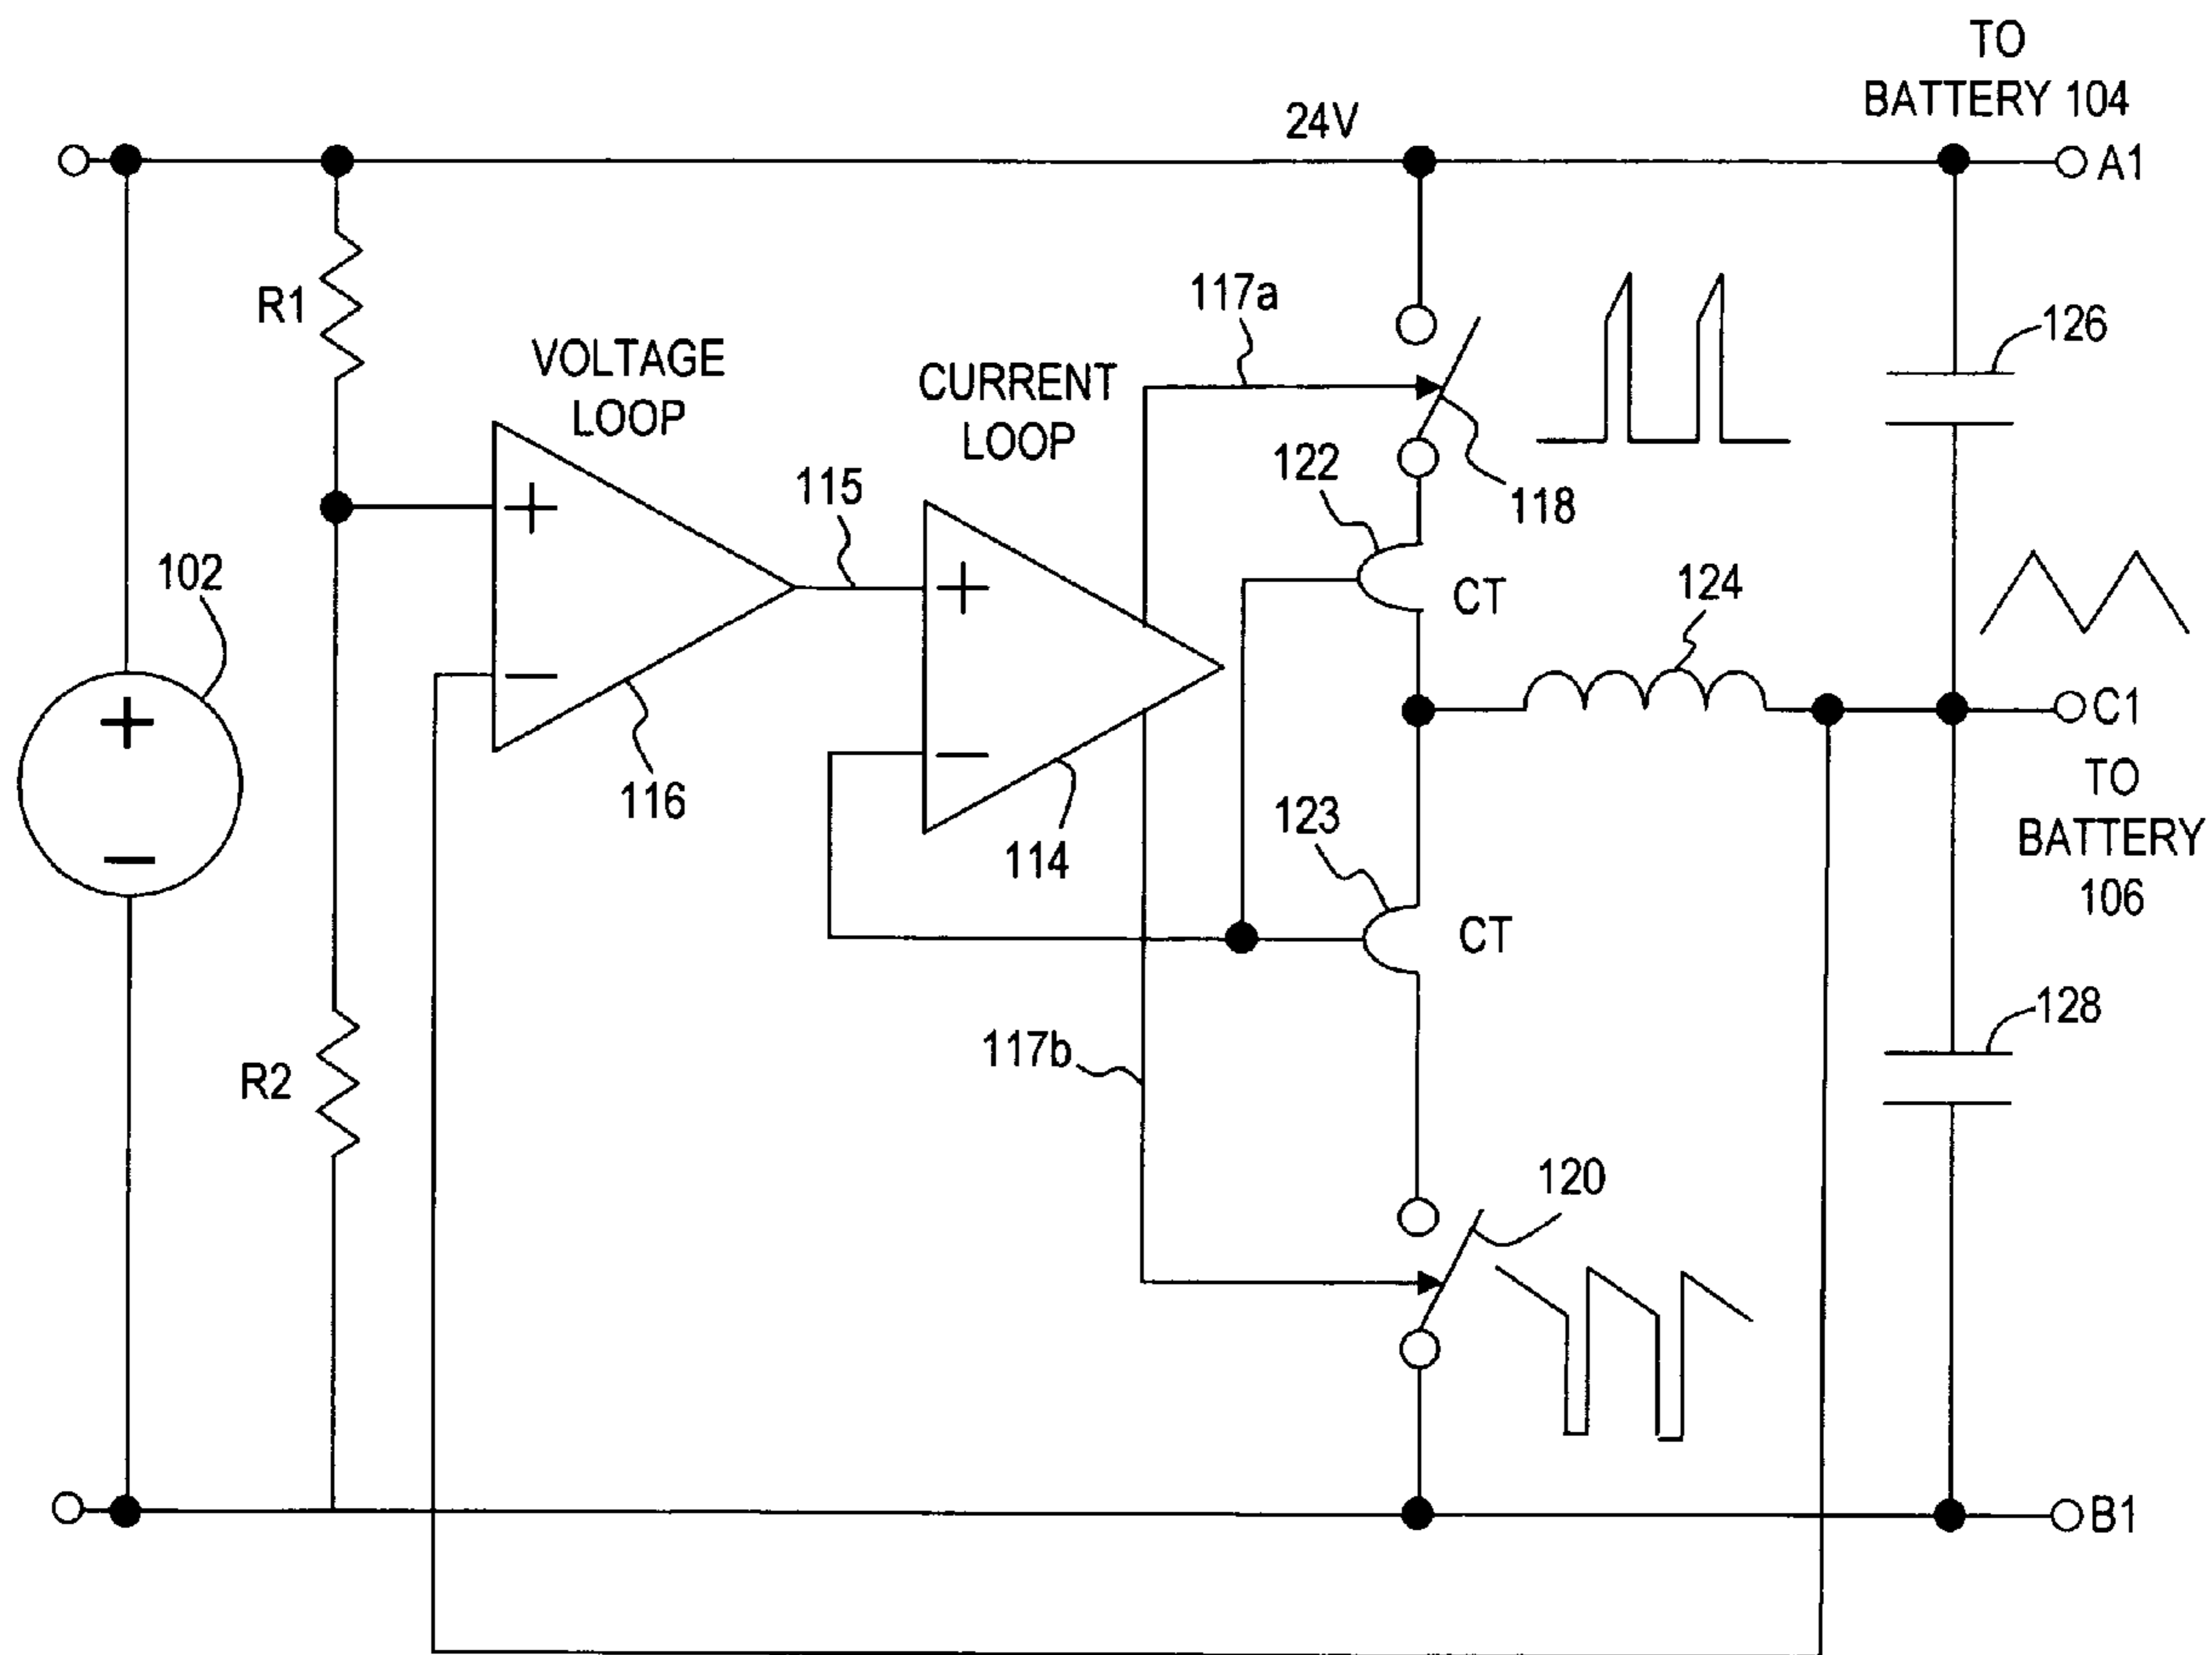 TO
BATTERY 104
24V
A1
R1
117a
126
VOLTAGE
LOOP
CURRENT
LOOP
122
118
115
+
+
102
CT
124
+
−
C1
116
−
TO
BATTERY
106
123
114
−
CT
128
117b
R2
120
B1